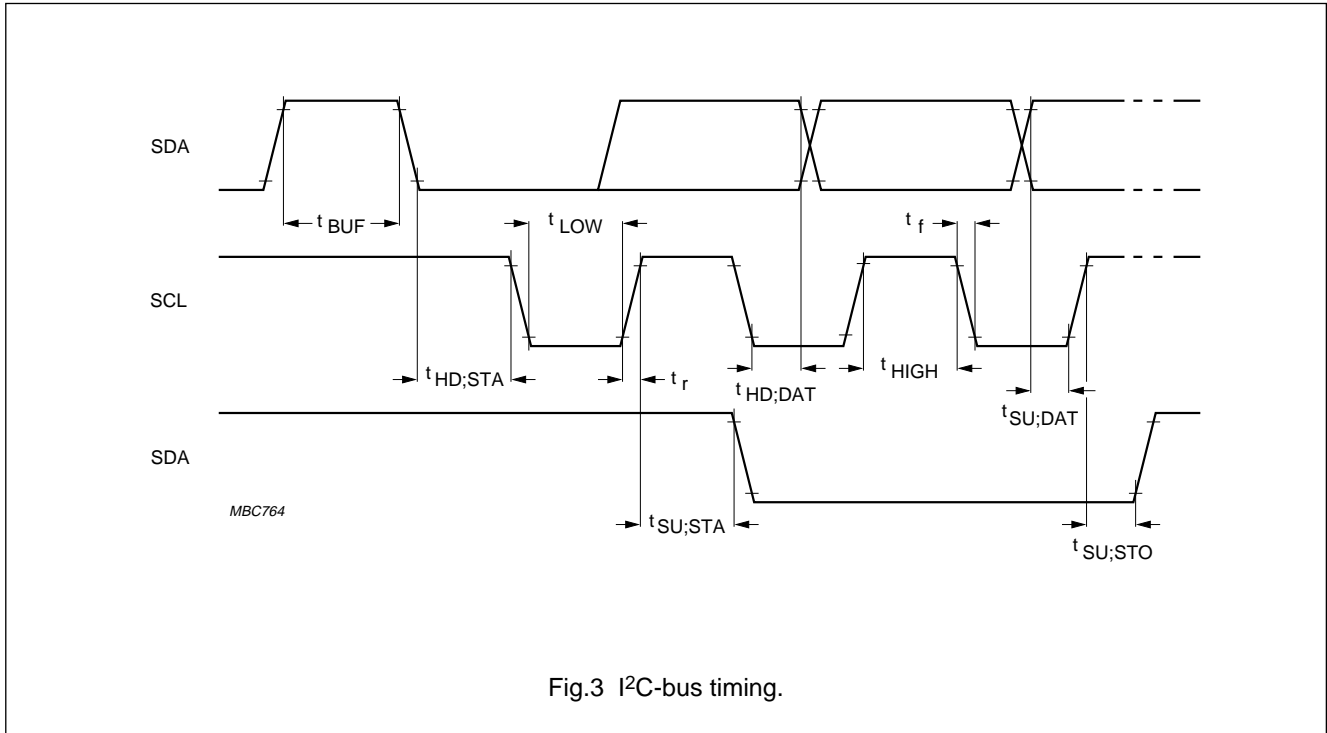 SDA
t BUF
t LOW
t f
SCL
t HD;STA
t r
t HD;DAT
t HIGH
t SU;DAT
SDA
MBC764
t SU;STA
t SU;STO
Fig.3 I²C-bus timing.